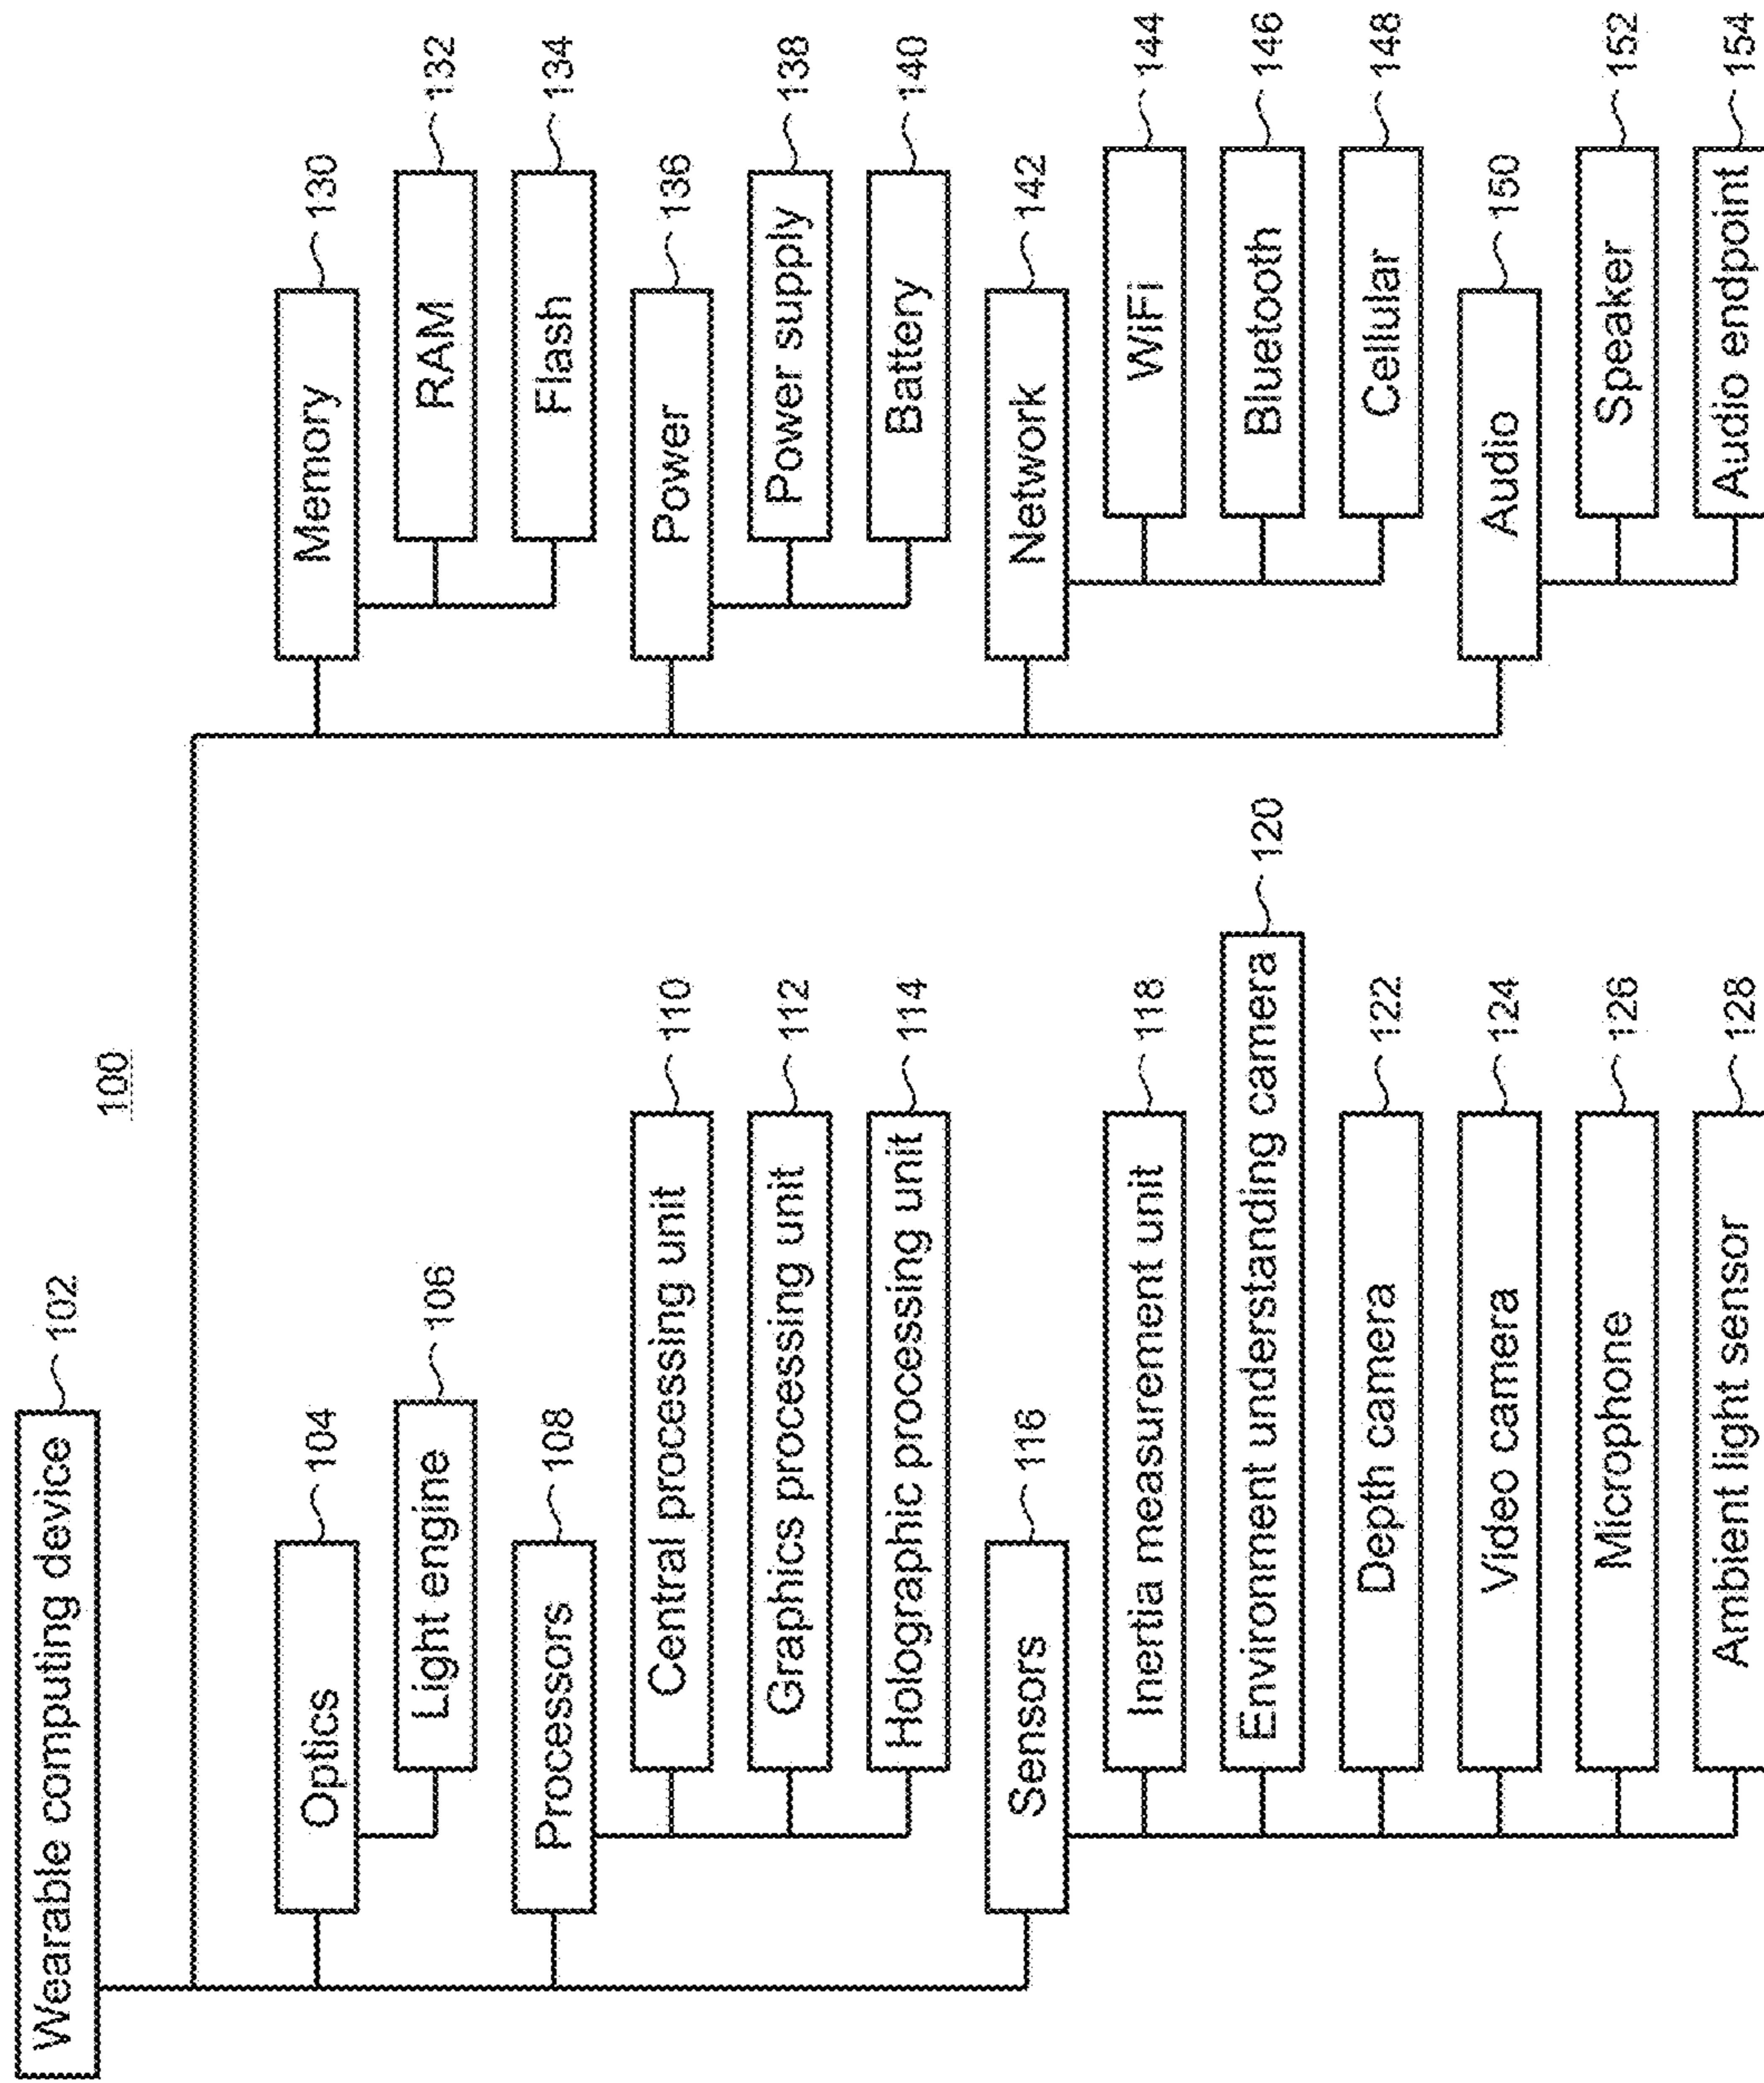 100
Wearable computing device 102
Optics 104
Light engine 106
Processors 108
Central processing unit 110
Graphics processing unit 112
Holographic processing unit 114
Sensors 116
Inertia measurement unit 118
Environment understanding camera 120
Depth camera 122
Video camera 124
Microphone 126
Ambient light sensor 128
Memory 130
RAM 132
Flash 134
Power 136
Power supply 138
Battery 140
Network 142
WiFi 144
Bluetooth 146
Cellular 148
Audio 150
Speaker 152
Audio endpoint 154